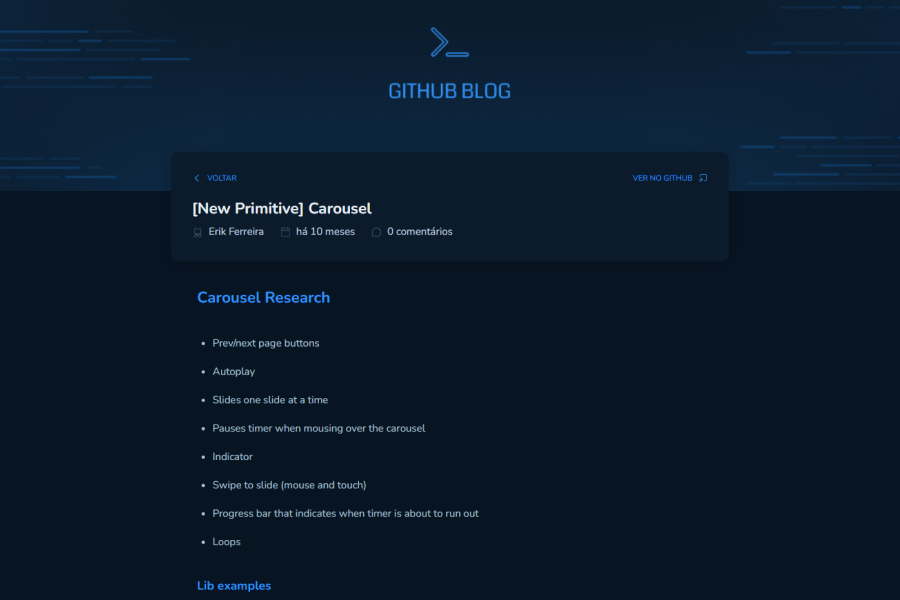 GITHUB BLOG
VOLTAR
VER NO GITHUB
[New Primitive] Carousel
Erik Ferreira há 10 meses 0 comentários
Carousel Research
• Prev/next page buttons
• Autoplay
• Slides one slide at a time
• Pauses timer when mousing over the carousel
• Indicator
• Swipe to slide (mouse and touch)
• Progress bar that indicates when timer is about to run out
• Loops
Lib examples